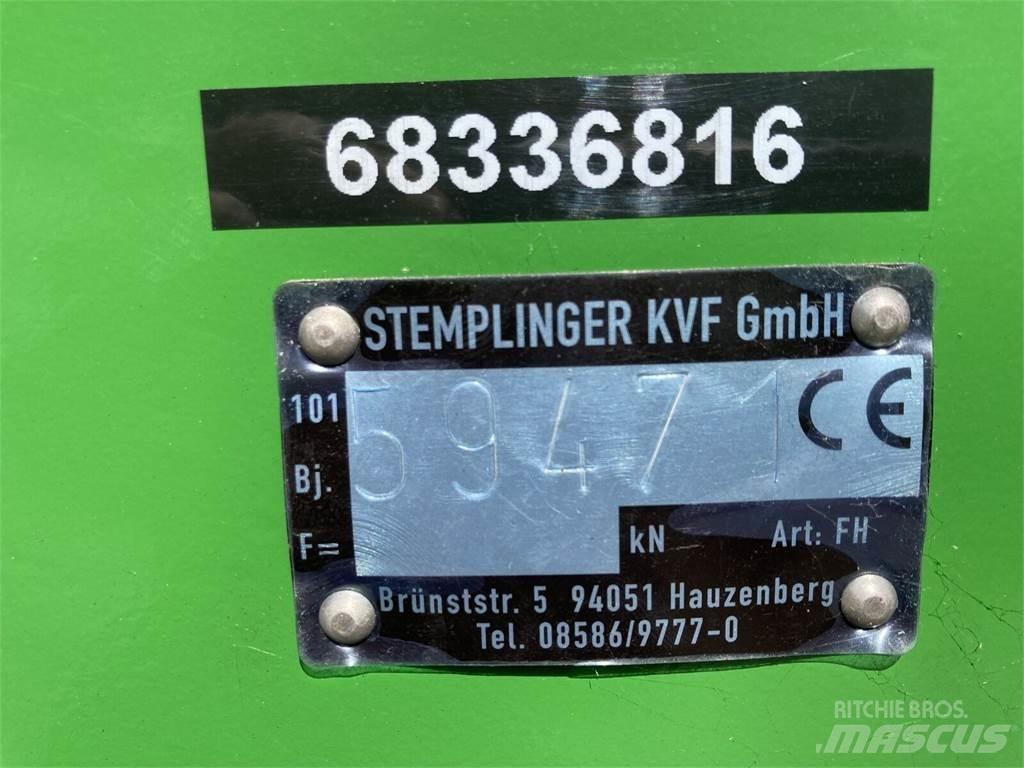 68336816
STEMPLINGER KVF GmbH
101 59471 CE
Bj.
F= kN Art: FH
Brünststr. 5 94051 Hauzenberg
Tel. 08586/9777-0
RITCHIE BROS.
MASCUS